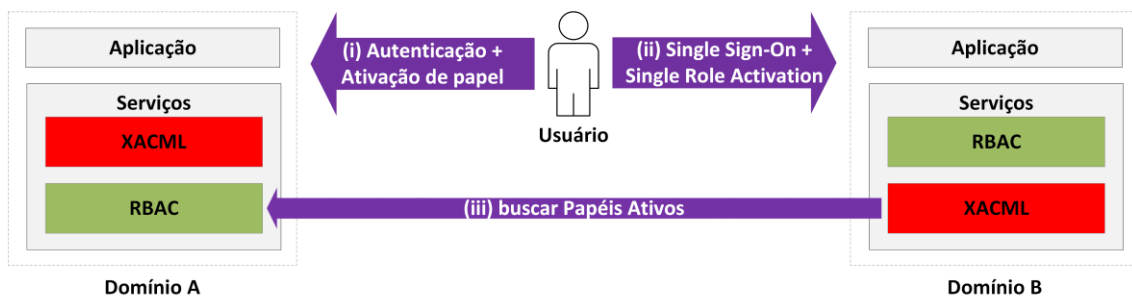 Aplicação
Serviços
XACML
RBAC
Domínio A
(i) Autenticação +
Ativação de papel
Usuário
(ii) Single Sign-On +
Single Role Activation
(iii) buscar Papéis Ativos
Aplicação
Serviços
RBAC
XACML
Domínio B